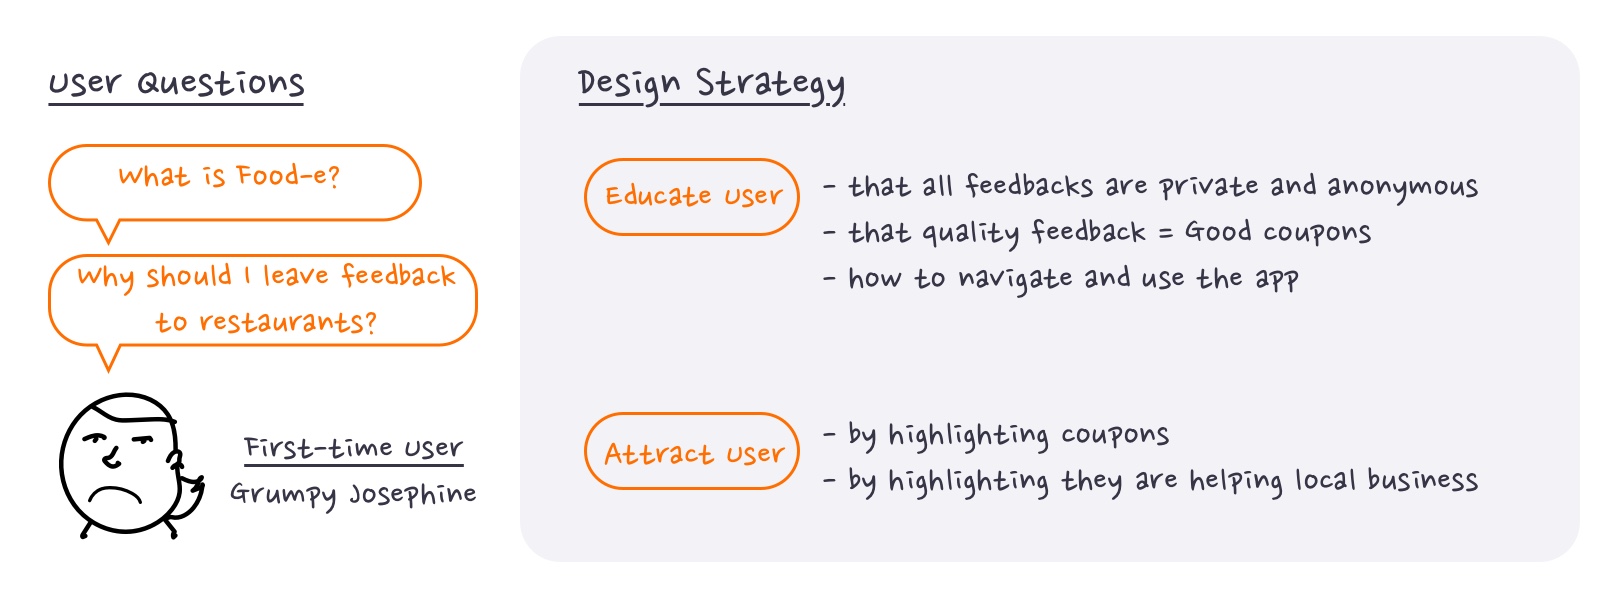 User Questions
What is Food-e?
Why should I leave feedback
to restaurants?
First-time user
Grumpy Josephine
Design Strategy
Educate user
- that all feedbacks are private and anonymous
- that quality feedback = Good coupons
- how to navigate and use the app
Attract user
- by highlighting coupons
- by highlighting they are helping local business